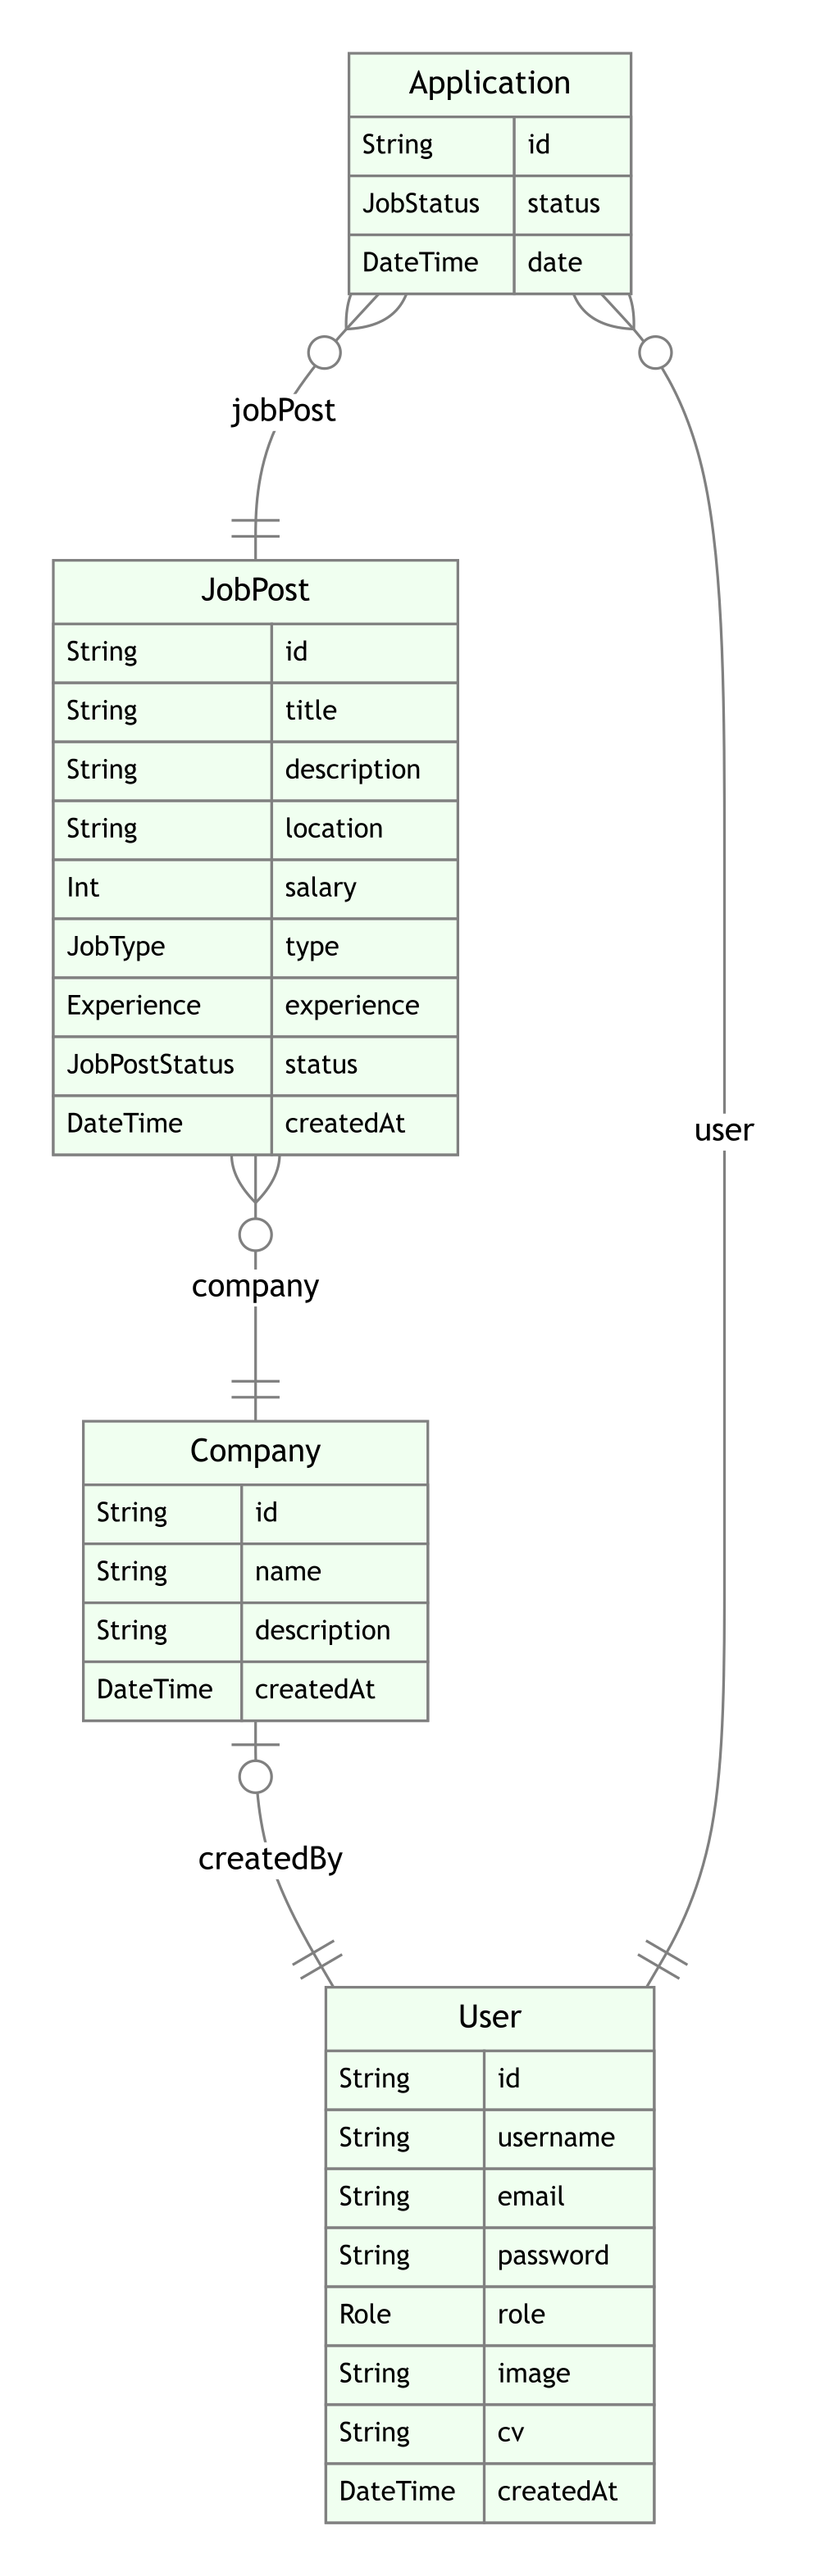 Application
String id
JobStatus status
DateTime date
jobPost
JobPost
String id
String title
String description
String location
Int salary
JobType type
Experience experience
JobPostStatus status
DateTime createdAt
user
company
Company
String id
String name
String description
DateTime createdAt
createdBy
User
String id
String username
String email
String password
Role role
String image
String cv
DateTime createdAt